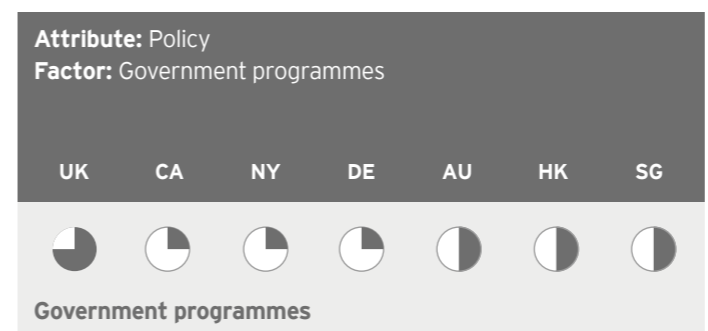 Attribute: Policy
Factor: Government programmes
UK CA NY DE AU HK SG
Government programmes